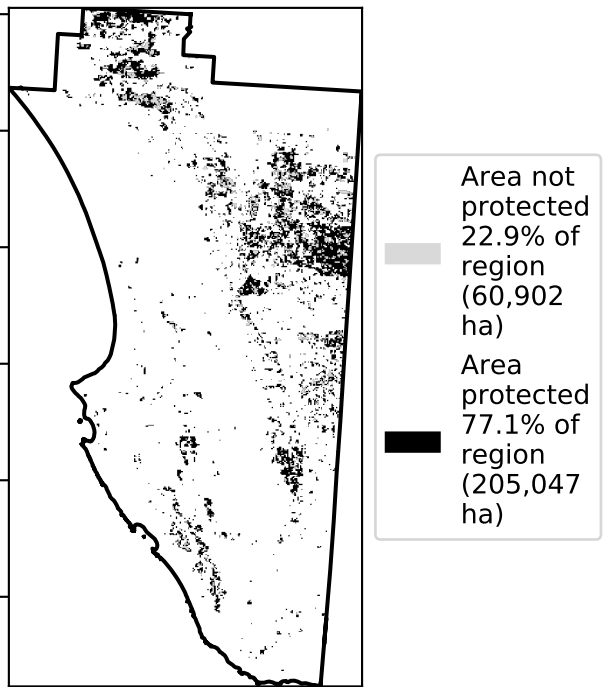 Area not
protected
22.9% of
region
(60,902
ha)
Area
protected
77.1% of
region
(205,047
ha)